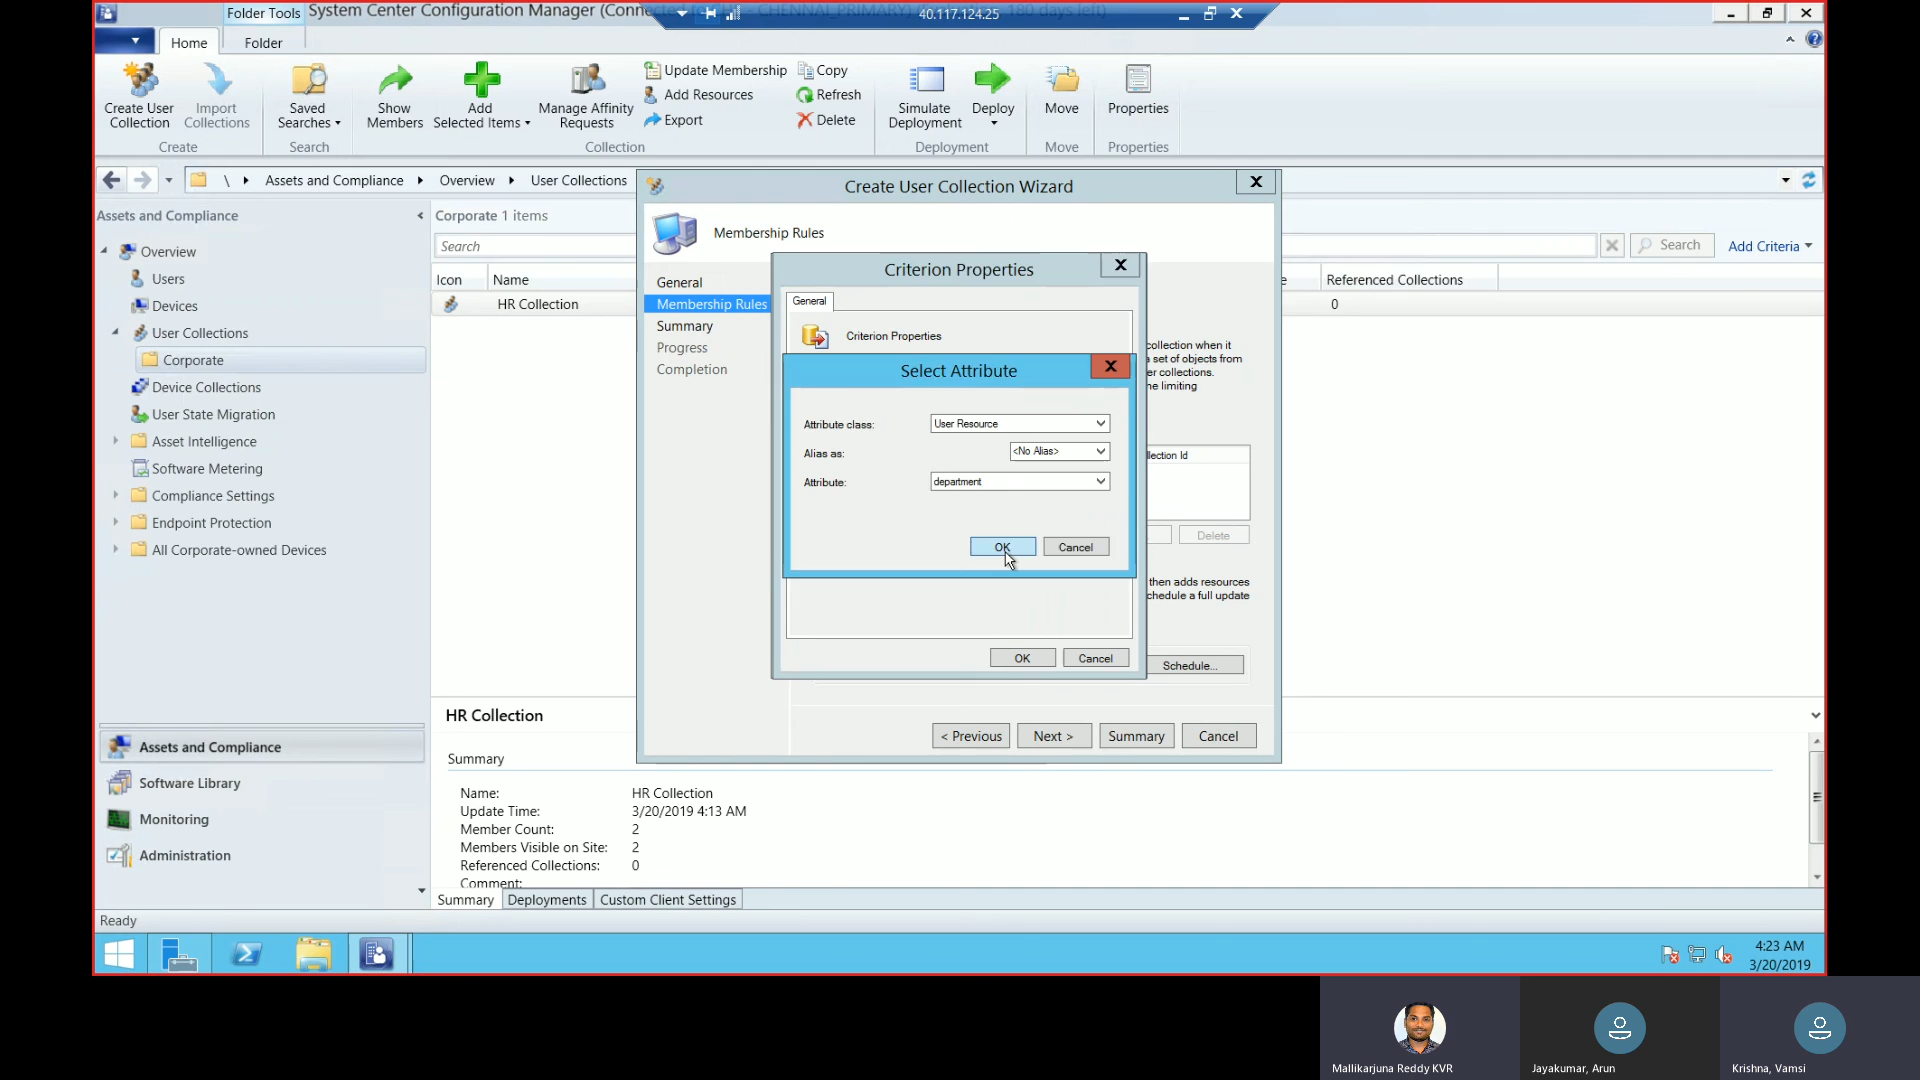 Folder Tools
System Center Configuration Manager (Connected
- CHENNAI_PRIMARY)
180 days left)
40.117.124.25
Home
Folder
Create User
Collection
Import
Collections
Saved
Searches
Show
Members
Add
Selected Items
Manage Affinity
Requests
Update Membership
Add Resources
Export
Copy
Refresh
Delete
Simulate
Deployment
Deploy
Move
Properties
Create
Search
Collection
Deployment
Move
Properties
\
Assets and Compliance
Overview
User Collections
Assets and Compliance
Overview
Users
Devices
User Collections
Corporate
Device Collections
User State Migration
Asset Intelligence
Software Metering
Compliance Settings
Endpoint Protection
All Corporate-owned Devices
Assets and Compliance
Software Library
Monitoring
Administration
Corporate 1 items
Search
Search
Add Criteria
Icon
Name
e
Referenced Collections
HR Collection
0
Create User Collection Wizard
Membership Rules
General
Membership Rules
Summary
Progress
Completion
ollection when it
a set of objects from
er collections.
he limiting
llection Id
Delete
then adds resources
chedule a full update
Schedule...
< Previous
Next >
Summary
Cancel
Criterion Properties
General
Criterion Properties
OK
Cancel
Select Attribute
Attribute class:
User Resource
Alias as:
<No Alias>
Attribute:
department
OK
Cancel
HR Collection
Summary
Name:
HR Collection
Update Time:
3/20/2019 4:13 AM
Member Count:
2
Members Visible on Site:
2
Referenced Collections:
0
Comment:
Summary
Deployments
Custom Client Settings
Ready
4:23 AM
3/20/2019
Mallikarjuna Reddy KVR
Jayakumar, Arun
Krishna, Vamsi